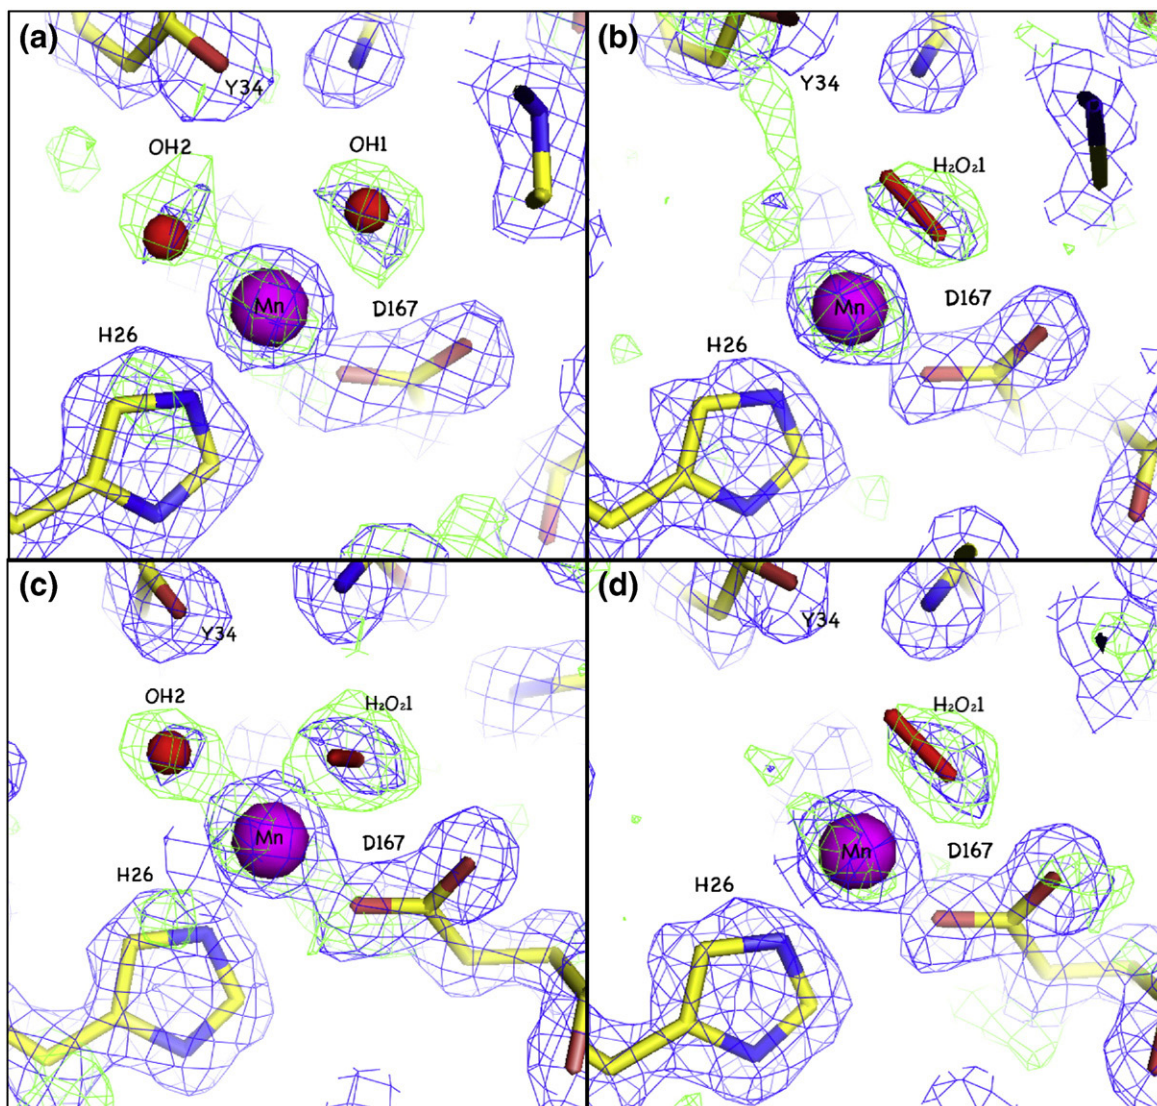 (a)
Y34
OH2
OH1
Mn
D167
H26
(b)
Y34
H₂O₂1
Mn
D167
H26
(c)
Y34
OH2
H₂O₂1
Mn
D167
H26
(d)
Y34
H₂O₂1
Mn
D167
H26